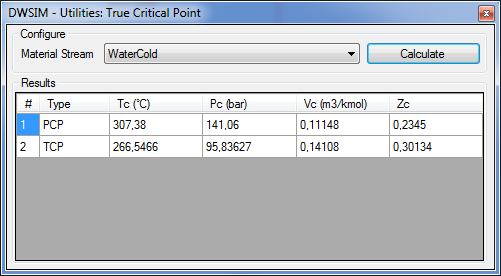 DWSIM - Utilities: True Critical Point
Configure
Material Stream WaterCold Calculate
Results
# Type Tc (°C) Pc (bar) Vc (m3/kmol) Zc
1 PCP 307,38 141,06 0,11148 0,2345
2 TCP 266,5466 95,83627 0,14108 0,30134